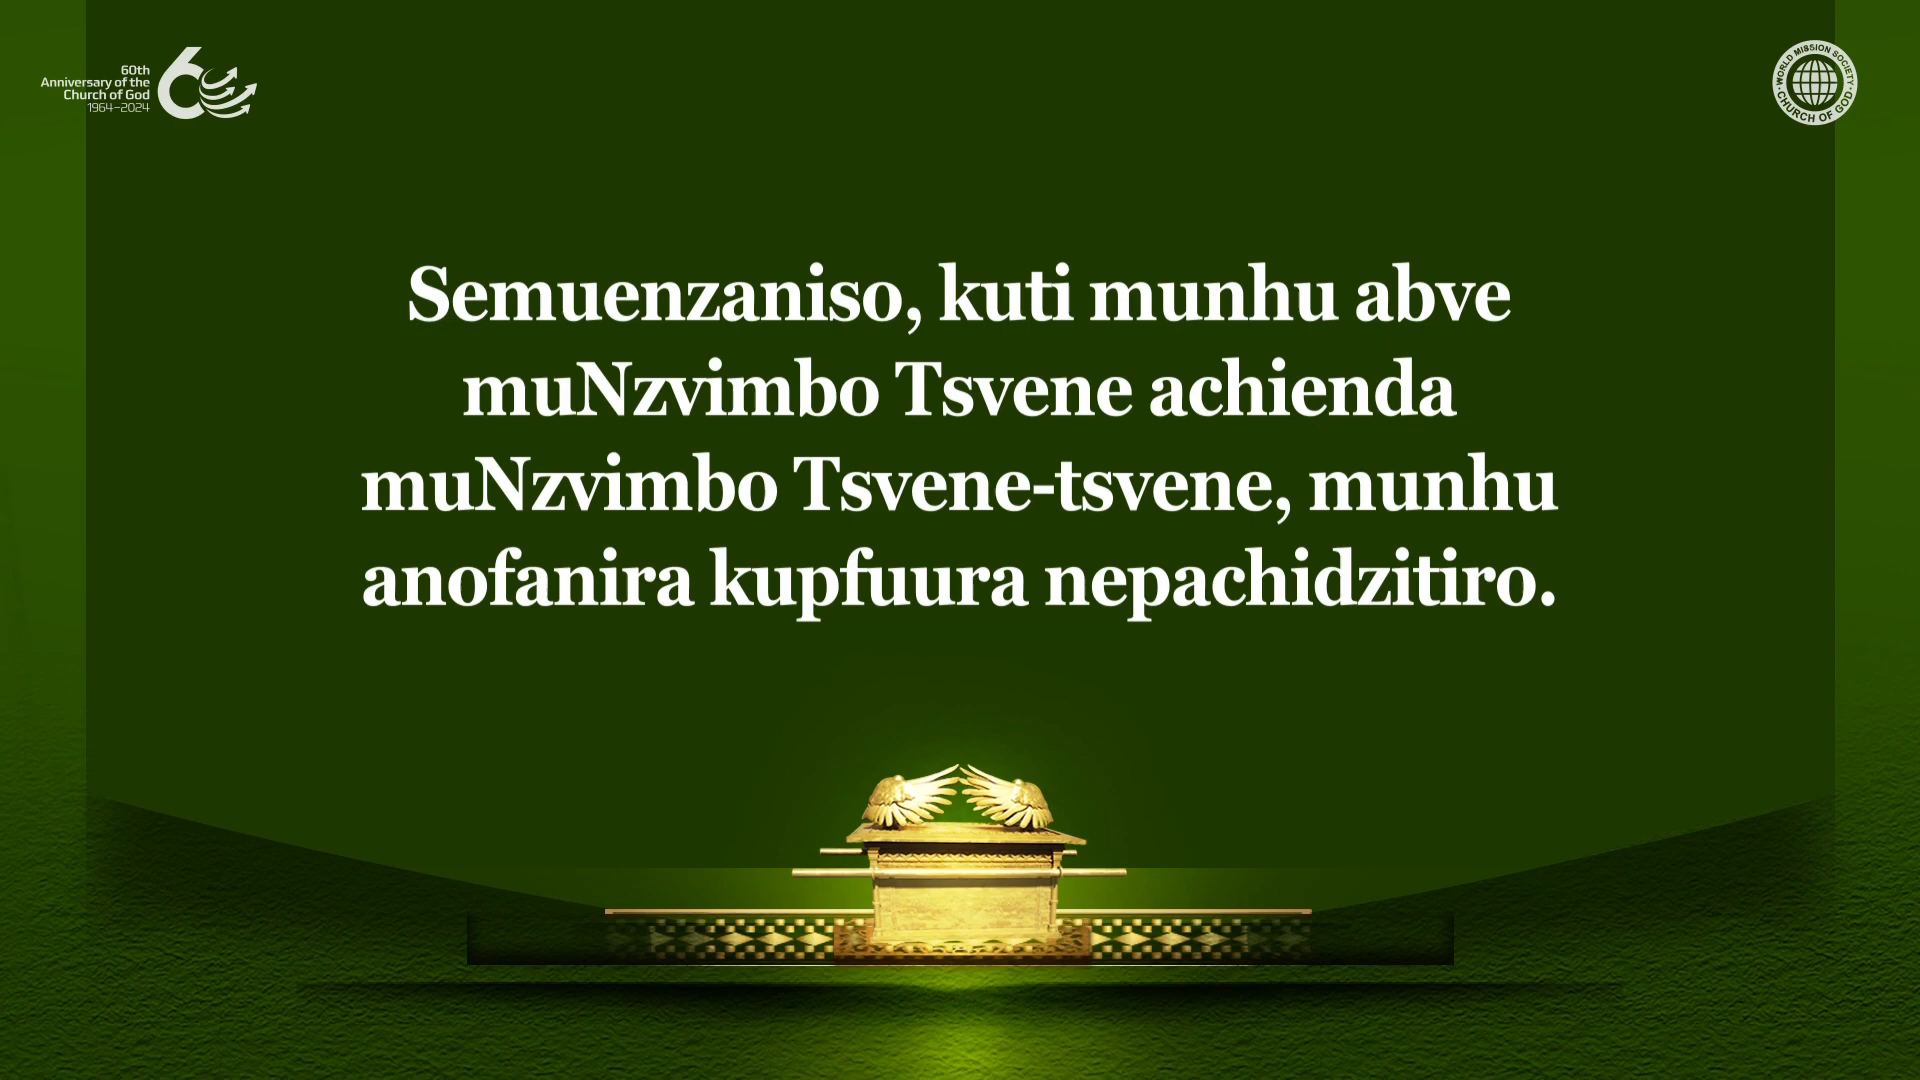 60th
Anniversary of the
Church of God
1964–2024
WORLD MISSION SOCIETY
CHURCH OF GOD
Semuenzaniso, kuti munhu abve
muNzvimbo Tsvene achienda
muNzvimbo Tsvene-tsvene, munhu
anofanira kupfuura nepachidzitiro.